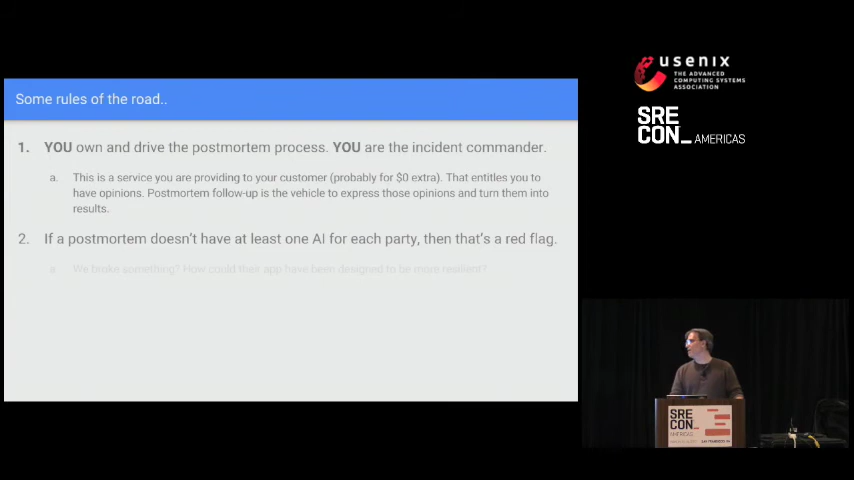 Some rules of the road..
1. YOU own and drive the postmortem process. YOU are the incident commander.
a. This is a service you are providing to your customer (probably for $0 extra). That entitles you to
have opinions. Postmortem follow-up is the vehicle to express those opinions and turn them into
results.
2. If a postmortem doesn't have at least one AI for each party, then that's a red flag.
a. We broke something? How could their app have been designed to be more resilient?
usenix
THE ADVANCED
COMPUTING SYSTEMS
ASSOCIATION
SRE
CON_ AMERICAS
SRE
CON_
AMERICAS